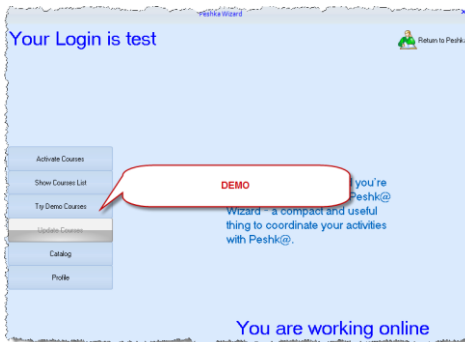 Peshka Wizard
Your Login is test
Return to Peshk
Activate Courses
Show Courses List
Try Demo Courses
Update Courses
Catalog
Profile
DEMO
you're
Peshk@
Wizard - a compact and useful
thing to coordinate your activities
with Peshk@.
You are working online